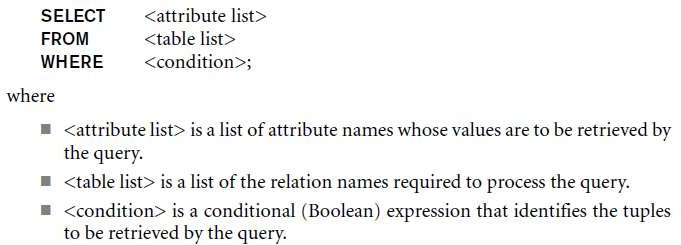 SELECT <attribute list>
FROM <table list>
WHERE <condition>;
where
■ <attribute list> is a list of attribute names whose values are to be retrieved by
the query.
■ <table list> is a list of the relation names required to process the query.
■ <condition> is a conditional (Boolean) expression that identifies the tuples
to be retrieved by the query.